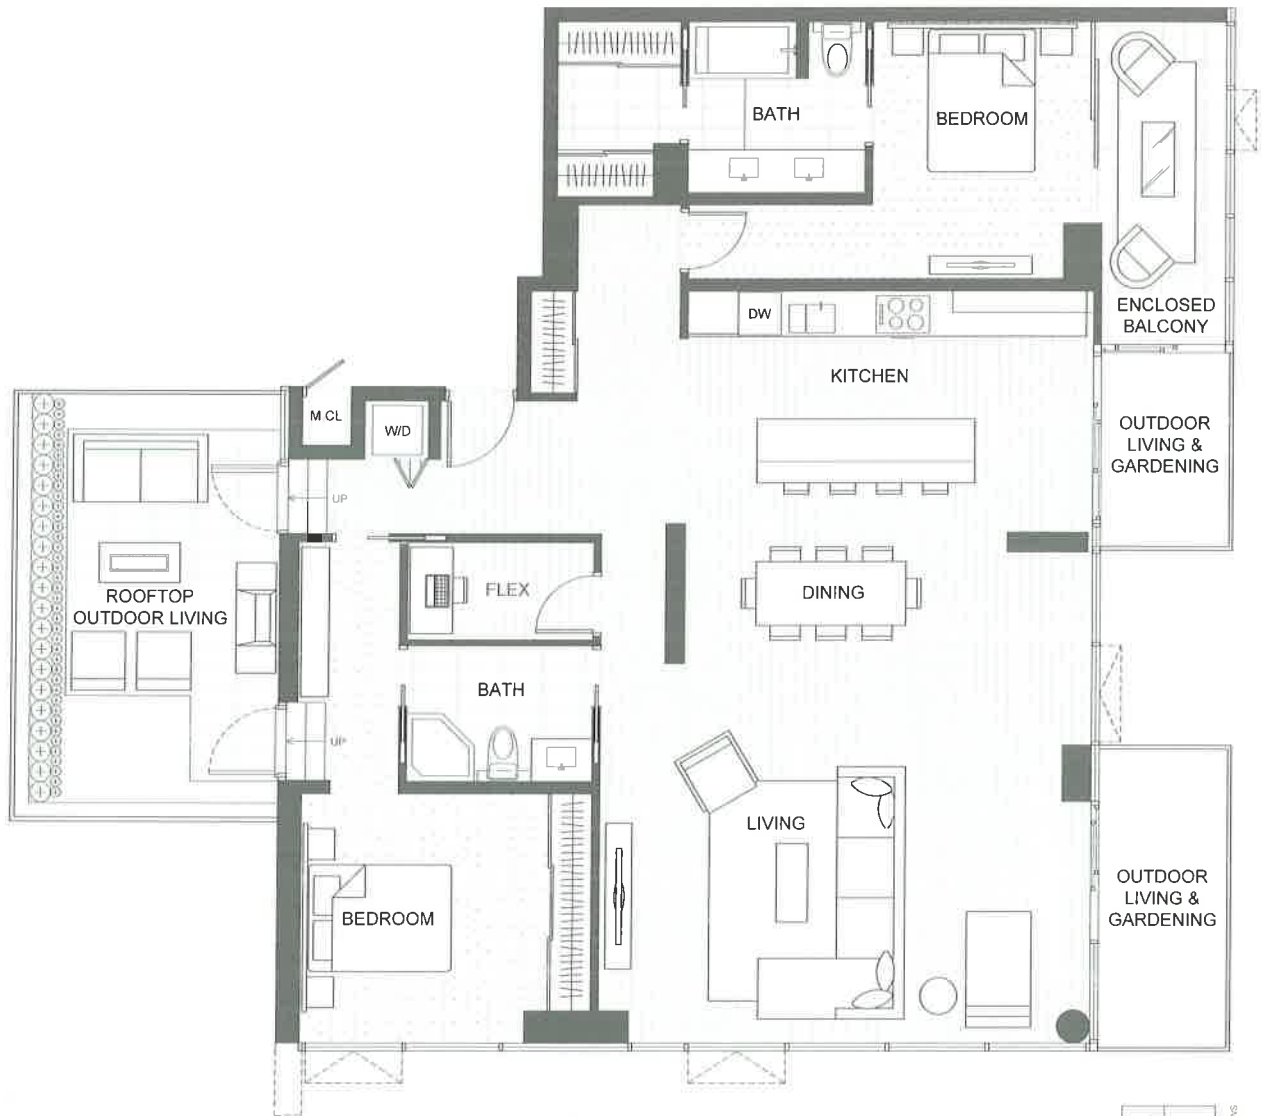 BATH
BEDROOM
ENCLOSED
BALCONY
DW
KITCHEN
M CL
W/D
OUTDOOR
LIVING &
GARDENING
UP
FLEX
DINING
ROOFTOP
OUTDOOR LIVING
BATH
UP
LIVING
BEDROOM
OUTDOOR
LIVING &
GARDENING